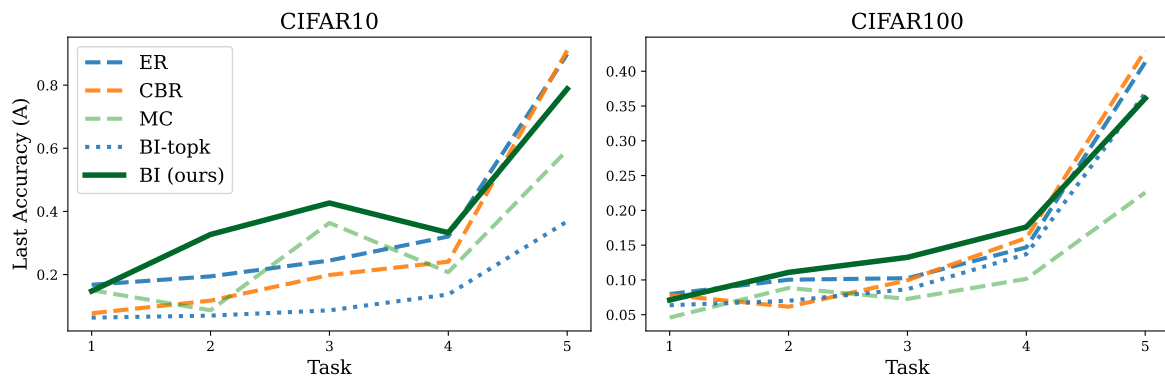 CIFAR10
Last Accuracy (A)
0.8
0.6
0.4
0.2
ER
CBR
MC
BI-topk
BI (ours)
1 2 3 4 5
Task
CIFAR100
0.40
0.35
0.30
0.25
0.20
0.15
0.10
0.05
1 2 3 4 5
Task